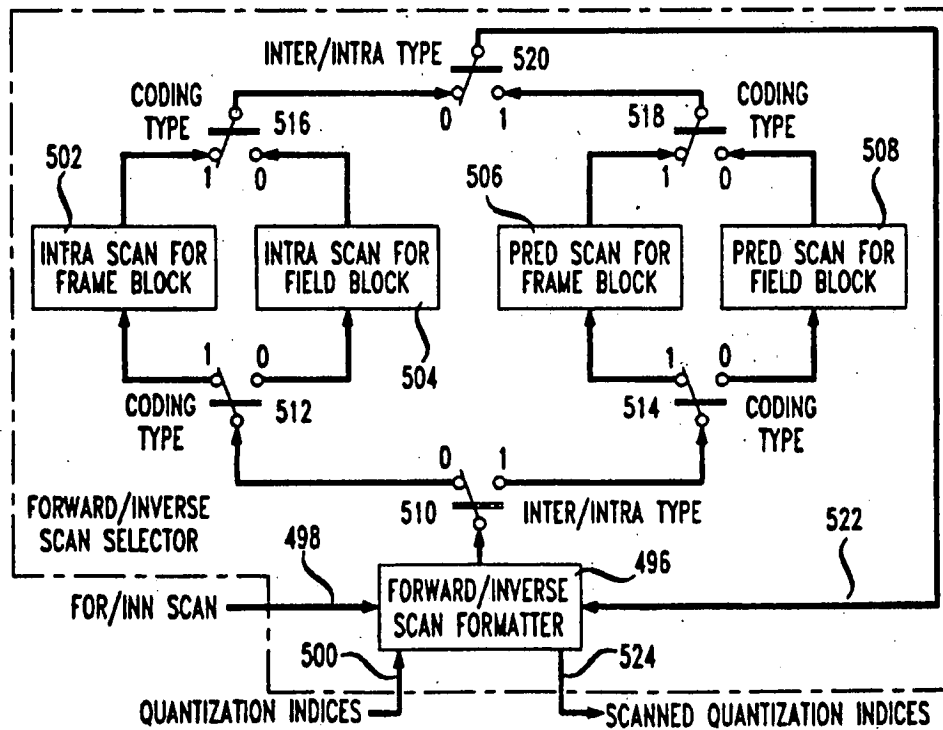 INTER/INTRA TYPE
520
0 1
CODING
TYPE
516
1 0
518
CODING
TYPE
1 0
502
506
508
INTRA SCAN FOR
FRAME BLOCK
INTRA SCAN FOR
FIELD BLOCK
PRED SCAN FOR
FRAME BLOCK
PRED SCAN FOR
FIELD BLOCK
504
1 0
CODING
TYPE
512
1 0
514
CODING
TYPE
0 1
510
INTER/INTRA TYPE
FORWARD/INVERSE
SCAN SELECTOR
498
496
522
FOR/INN SCAN
FORWARD/INVERSE
SCAN FORMATTER
500
524
QUANTIZATION INDICES
SCANNED QUANTIZATION INDICES